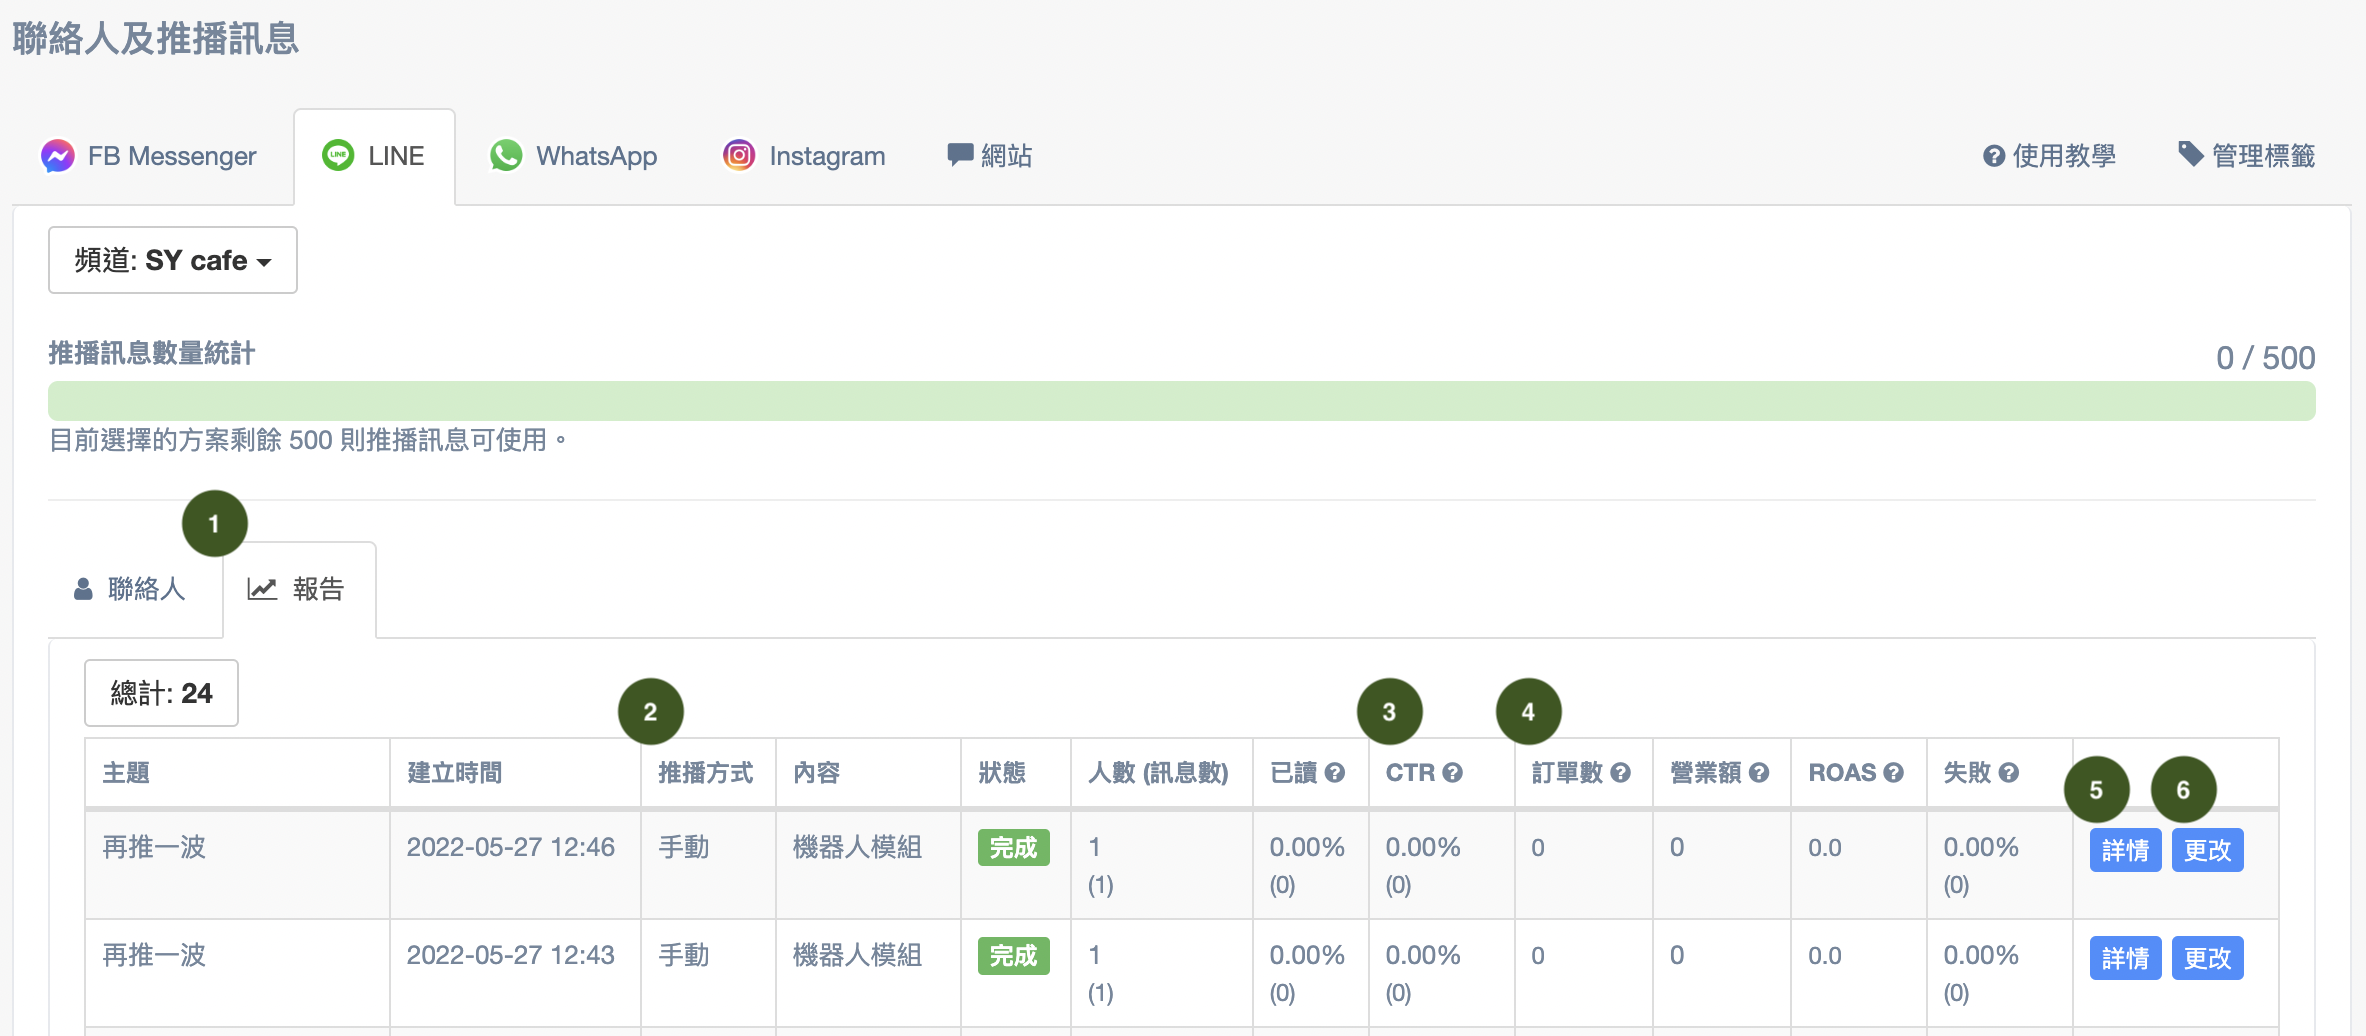 聯絡人及推播訊息
FB Messenger LINE WhatsApp Instagram 網站 使用教學 管理標籤
頻道: SY cafe
推播訊息數量統計 0 / 500
目前選擇的方案剩餘 500 則推播訊息可使用。
1
聯絡人 報告
總計: 24
2 3 4
主題 建立時間 推播方式 內容 狀態 人數 (訊息數) 已讀 CTR 訂單數 營業額 ROAS 失敗
5 6
再推一波 2022-05-27 12:46 手動 機器人模組 完成 1 0.00% 0.00% 0 0 0.0 0.00% 詳情 更改
(1) (0) (0) (0)
再推一波 2022-05-27 12:43 手動 機器人模組 完成 1 0.00% 0.00% 0 0 0.0 0.00% 詳情 更改
(1) (0) (0) (0)